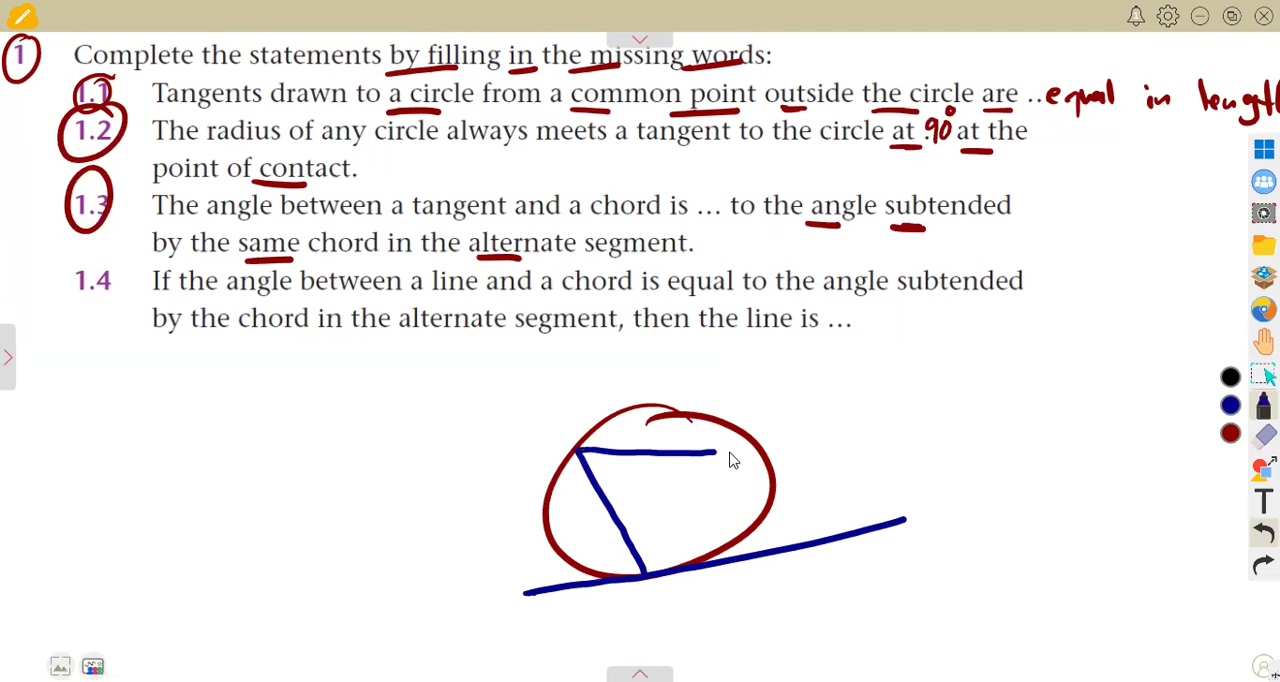 1 Complete the statements by filling in the missing words:
1.1 Tangents drawn to a circle from a common point outside the circle are .. equal in length
1.2 The radius of any circle always meets a tangent to the circle at 90° at the
point of contact.
1.3 The angle between a tangent and a chord is … to the angle subtended
by the same chord in the alternate segment.
1.4 If the angle between a line and a chord is equal to the angle subtended
by the chord in the alternate segment, then the line is …